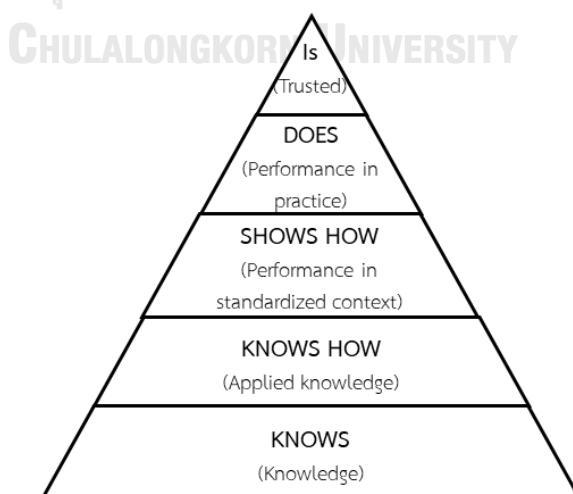 CHULALONGKORN UNIVERSITY
Is
(Trusted)
DOES
(Performance in
practice)
SHOWS HOW
(Performance in
standardized context)
KNOWS HOW
(Applied knowledge)
KNOWS
(Knowledge)